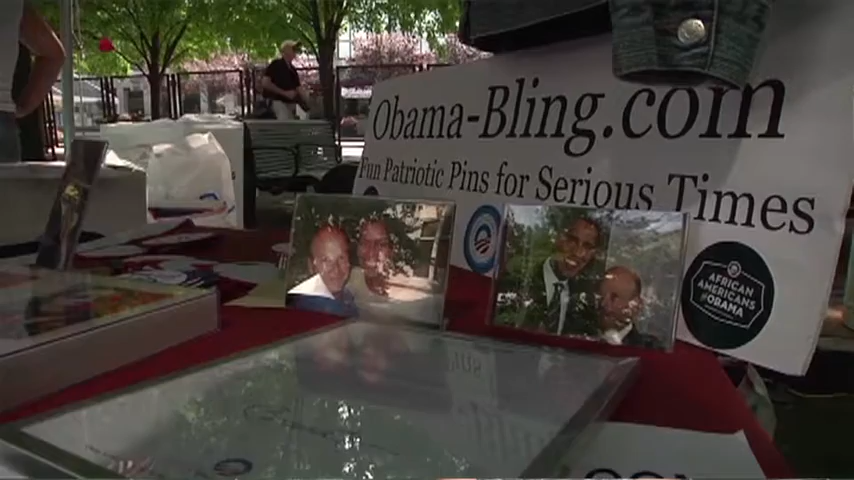 Obama-Bling.com
Fun Patriotic Pins for Serious Times
AFRICAN
AMERICANS
OBAMA